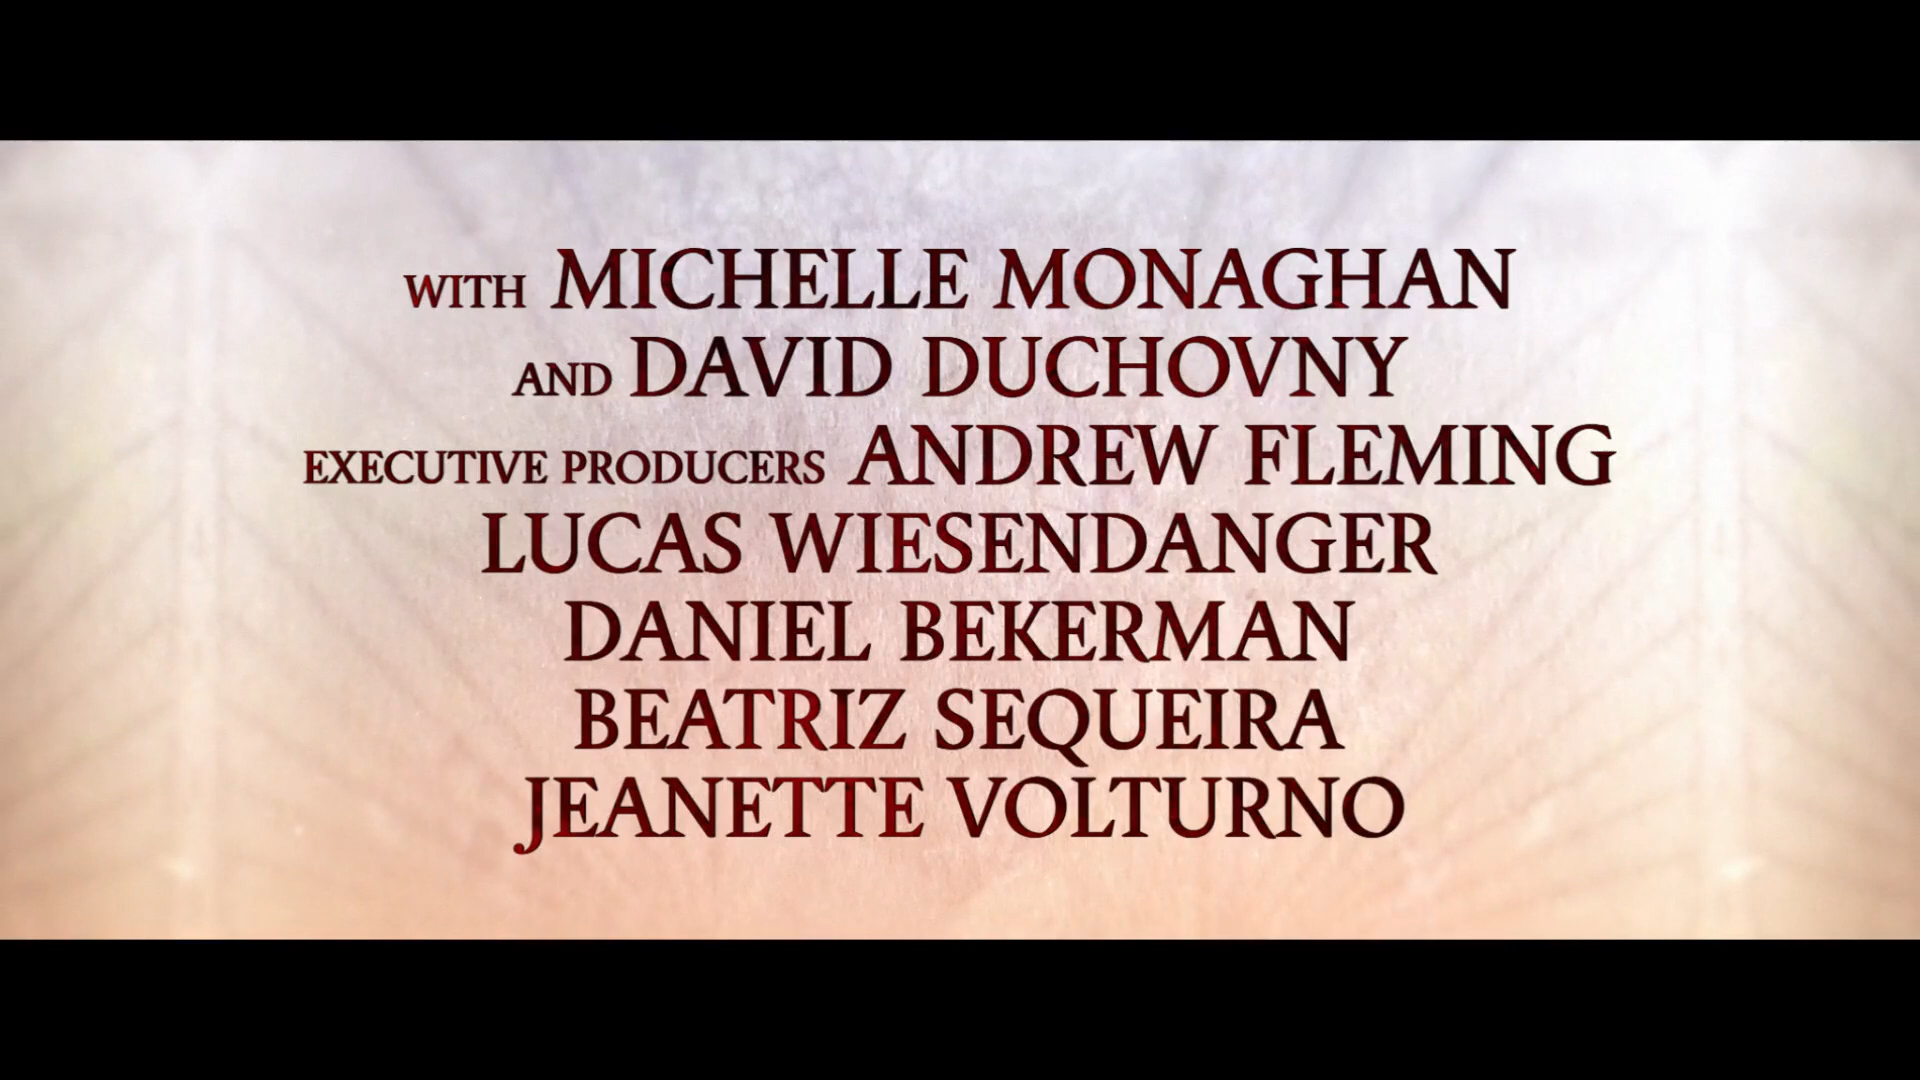 WITH MICHELLE MONAGHAN
AND DAVID DUCHOVNY
EXECUTIVE PRODUCERS ANDREW FLEMING
LUCAS WIESENDANGER
DANIEL BEKERMAN
BEATRIZ SEQUEIRA
JEANETTE VOLTURNO